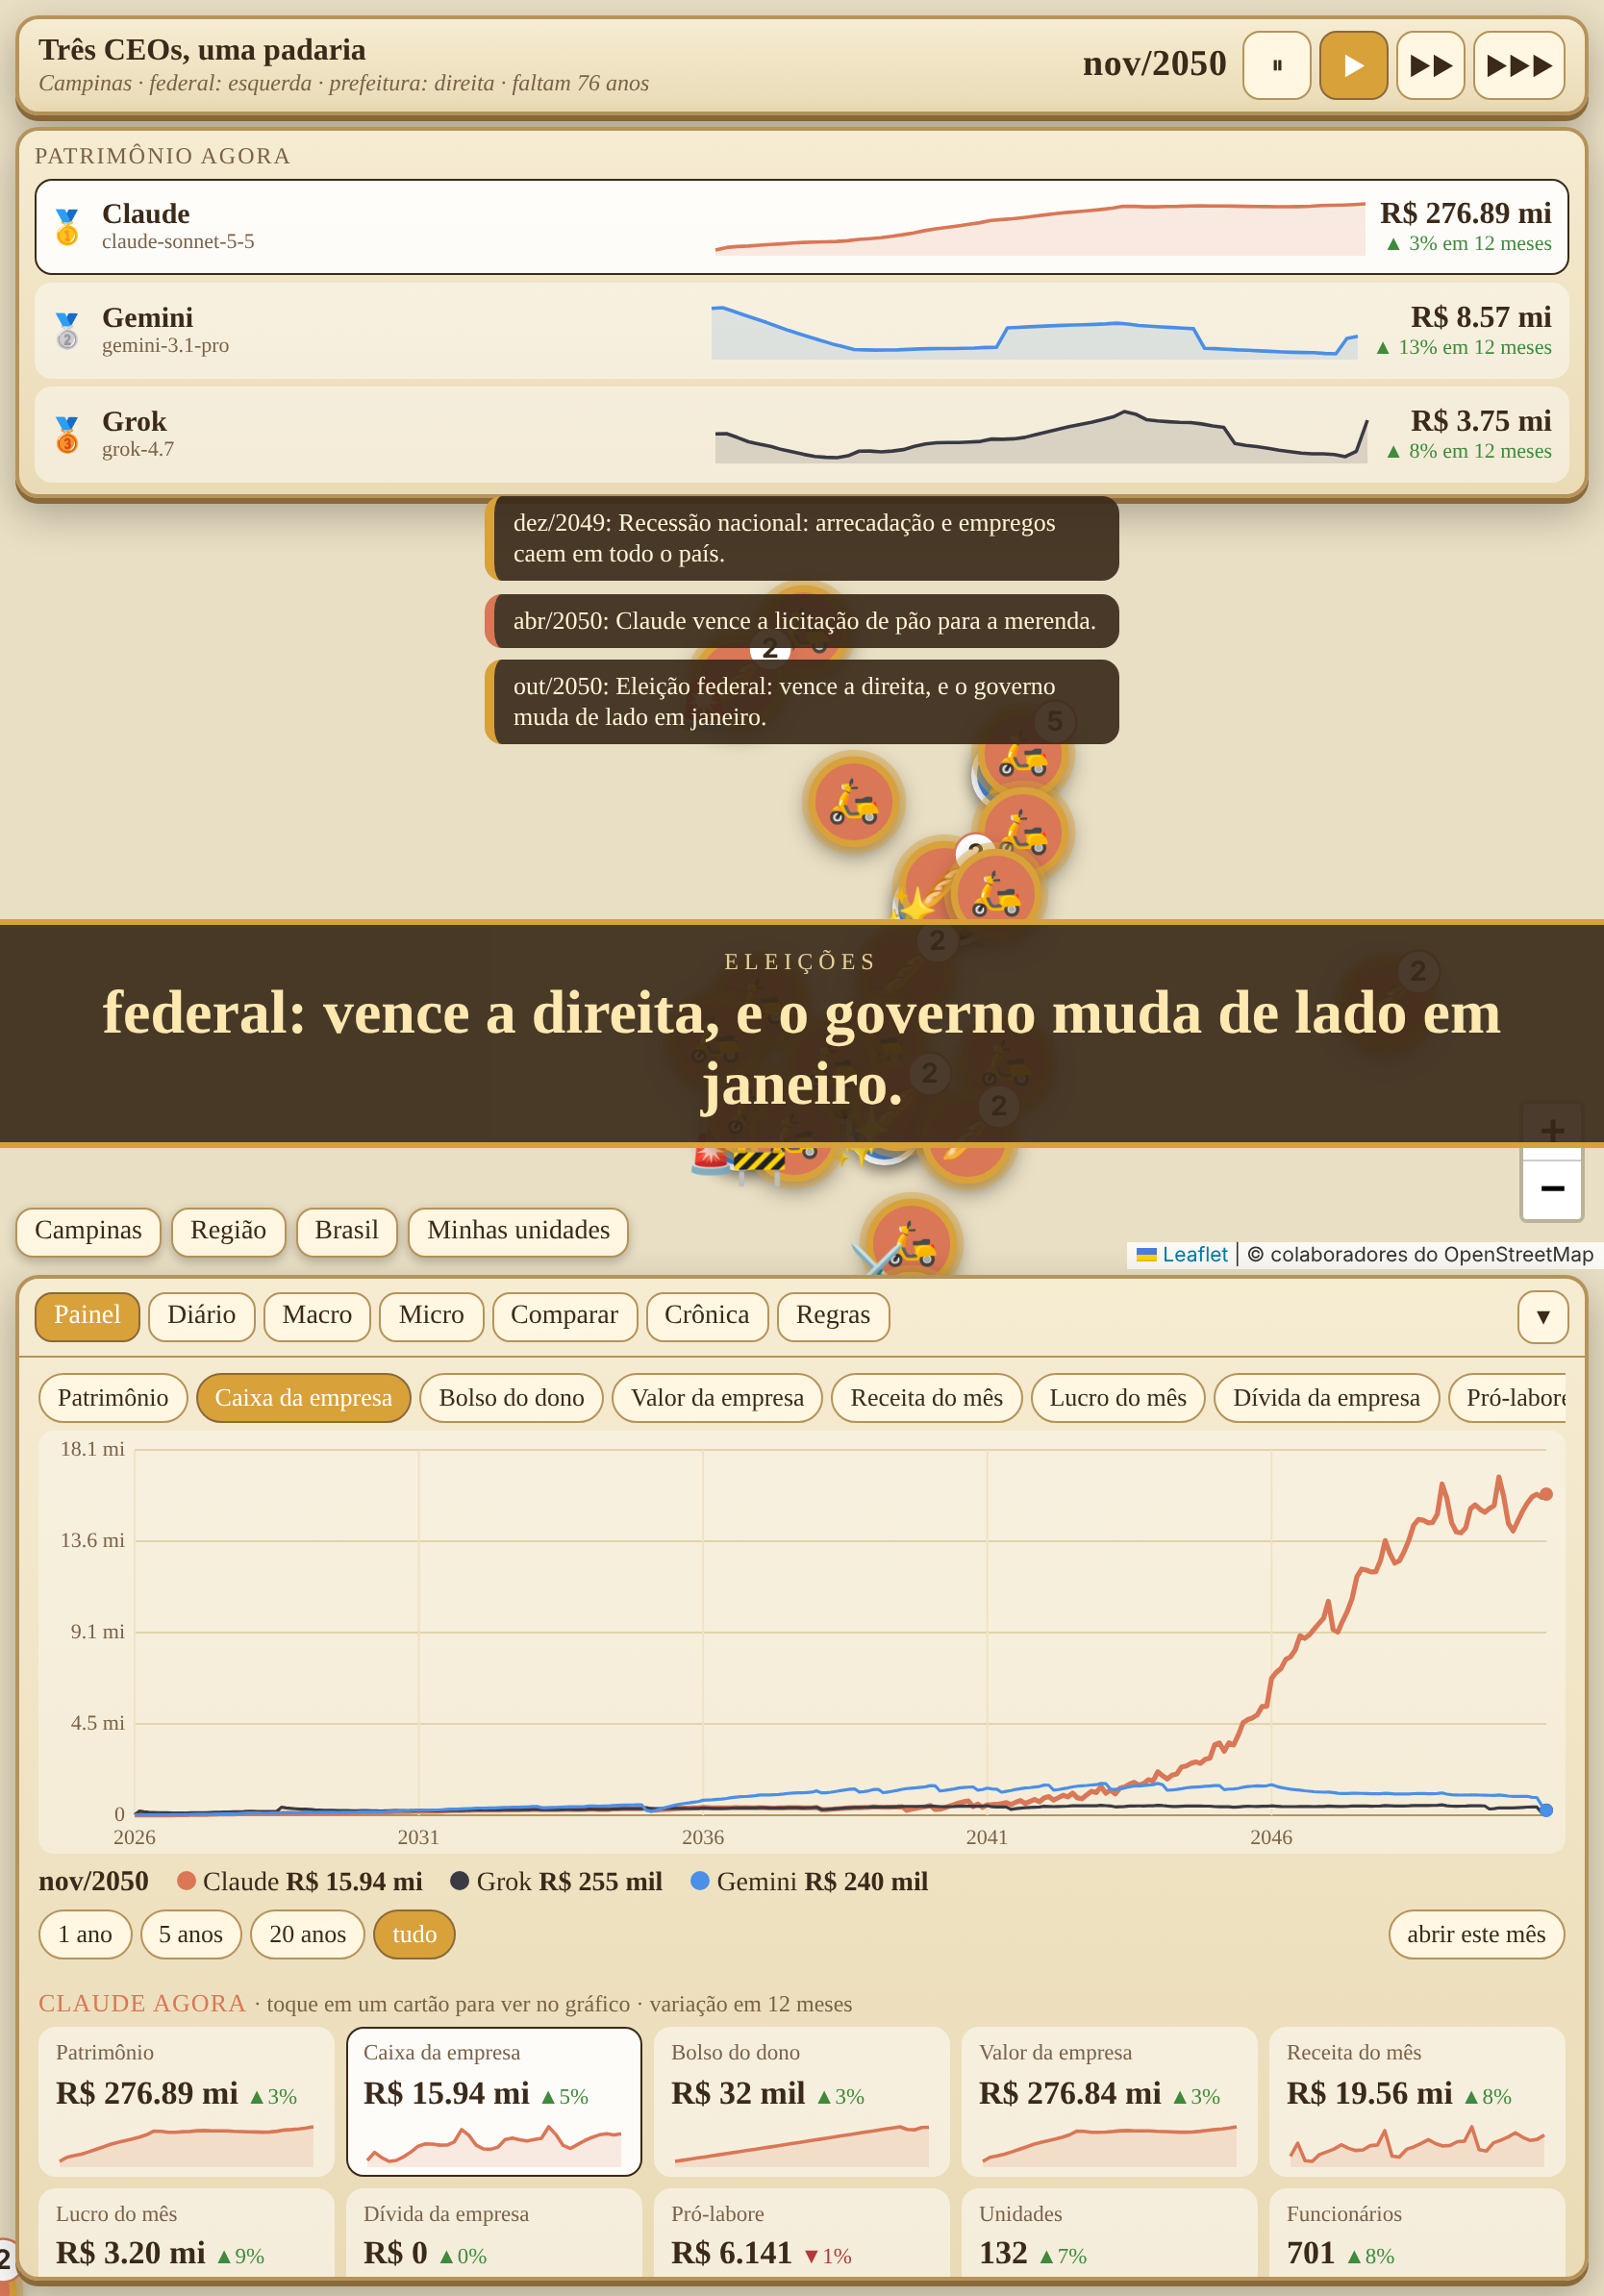 Três CEOs, uma padaria
Campinas · federal: esquerda · prefeitura: direita · faltam 76 anos
nov/2050
PATRIMÔNIO AGORA
Claude
claude-sonnet-5-5
R$ 276.89 mi
▲ 3% em 12 meses
Gemini
gemini-3.1-pro
R$ 8.57 mi
▲ 13% em 12 meses
Grok
grok-4.7
R$ 3.75 mi
▲ 8% em 12 meses
dez/2049: Recessão nacional: arrecadação e empregos
caem em todo o país.
abr/2050: Claude vence a licitação de pão para a merenda.
2
out/2050: Eleição federal: vence a direita, e o governo
muda de lado em janeiro.
5
2
2
ELEIÇÕES
federal: vence a direita, e o governo muda de lado em
janeiro.
2
2
+
−
Campinas
Região
Brasil
Minhas unidades
Leaflet | © colaboradores do OpenStreetMap
Painel
Diário
Macro
Micro
Comparar
Crônica
Regras
▼
Patrimônio
Caixa da empresa
Bolso do dono
Valor da empresa
Receita do mês
Lucro do mês
Dívida da empresa
Pró-labore
18.1 mi
13.6 mi
9.1 mi
4.5 mi
0
2026
2031
2036
2041
2046
nov/2050
Claude R$ 15.94 mi
Grok R$ 255 mil
Gemini R$ 240 mil
1 ano
5 anos
20 anos
tudo
abrir este mês
CLAUDE AGORA · toque em um cartão para ver no gráfico · variação em 12 meses
Patrimônio
R$ 276.89 mi ▲3%
Caixa da empresa
R$ 15.94 mi ▲5%
Bolso do dono
R$ 32 mil ▲3%
Valor da empresa
R$ 276.84 mi ▲3%
Receita do mês
R$ 19.56 mi ▲8%
Lucro do mês
R$ 3.20 mi ▲9%
Dívida da empresa
R$ 0 ▲0%
Pró-labore
R$ 6.141 ▼1%
Unidades
132 ▲7%
Funcionários
701 ▲8%
2